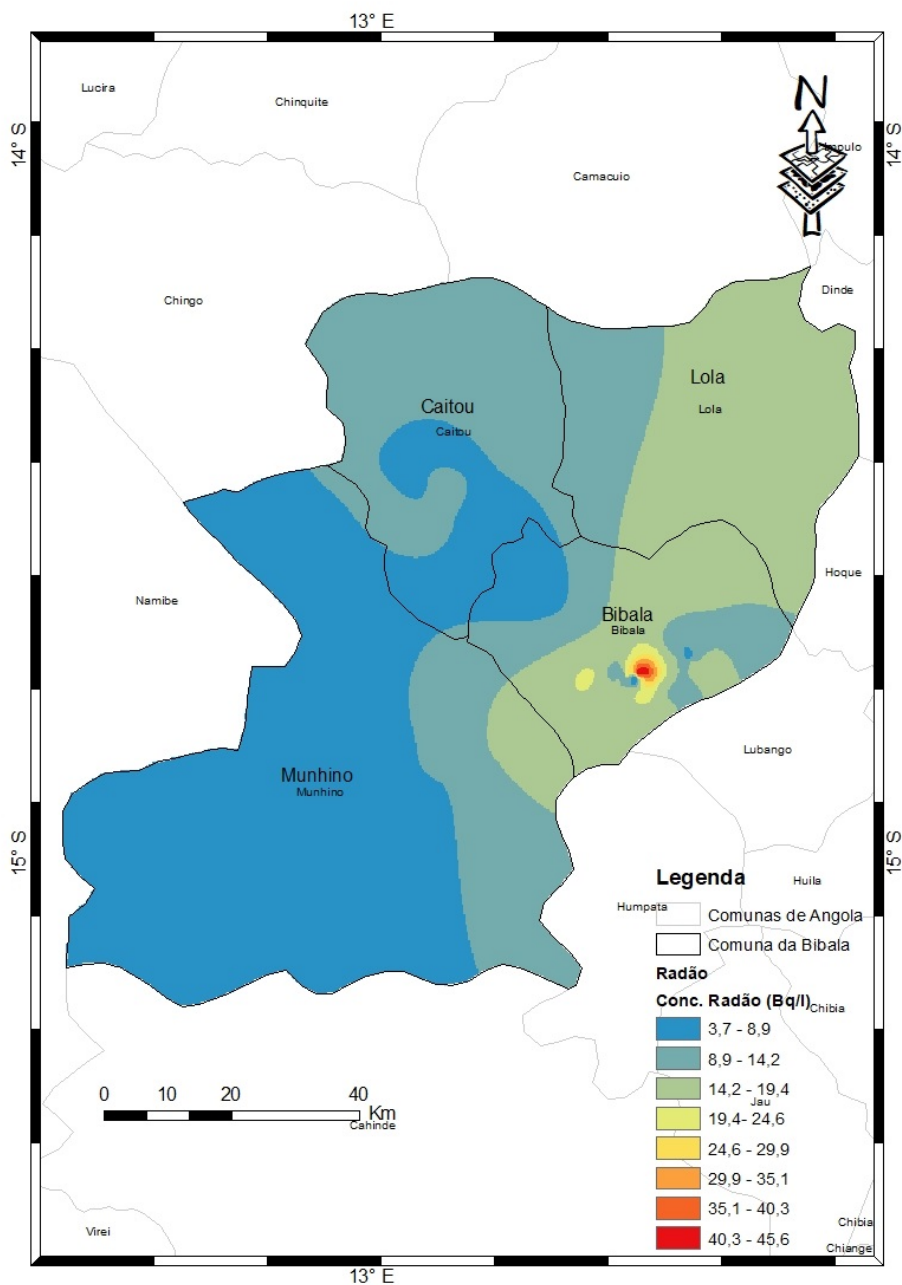 13° E
Lucira
Chinquite
N
14° S
14° S
Impulo
Camacuio
Dinde
Chingo
Lola
Lola
Caitou
Caitou
Hoque
Namibe
Bibala
Bibala
Lubango
Munhino
Munhino
15° S
15° S
Legenda
Huila
Humpata
Comunas de Angola
Comuna da Bibala
Radão
Conc. Radão (Bq/l)
Chibia
3,7 - 8,9
8,9 - 14,2
14,2 - 19,4
Jau
19,4- 24,6
24,6 - 29,9
29,9 - 35,1
35,1 - 40,3
40,3 - 45,6
0 10 20 40
Km
Cahinde
Virei
Chibia
Chiange
13° E